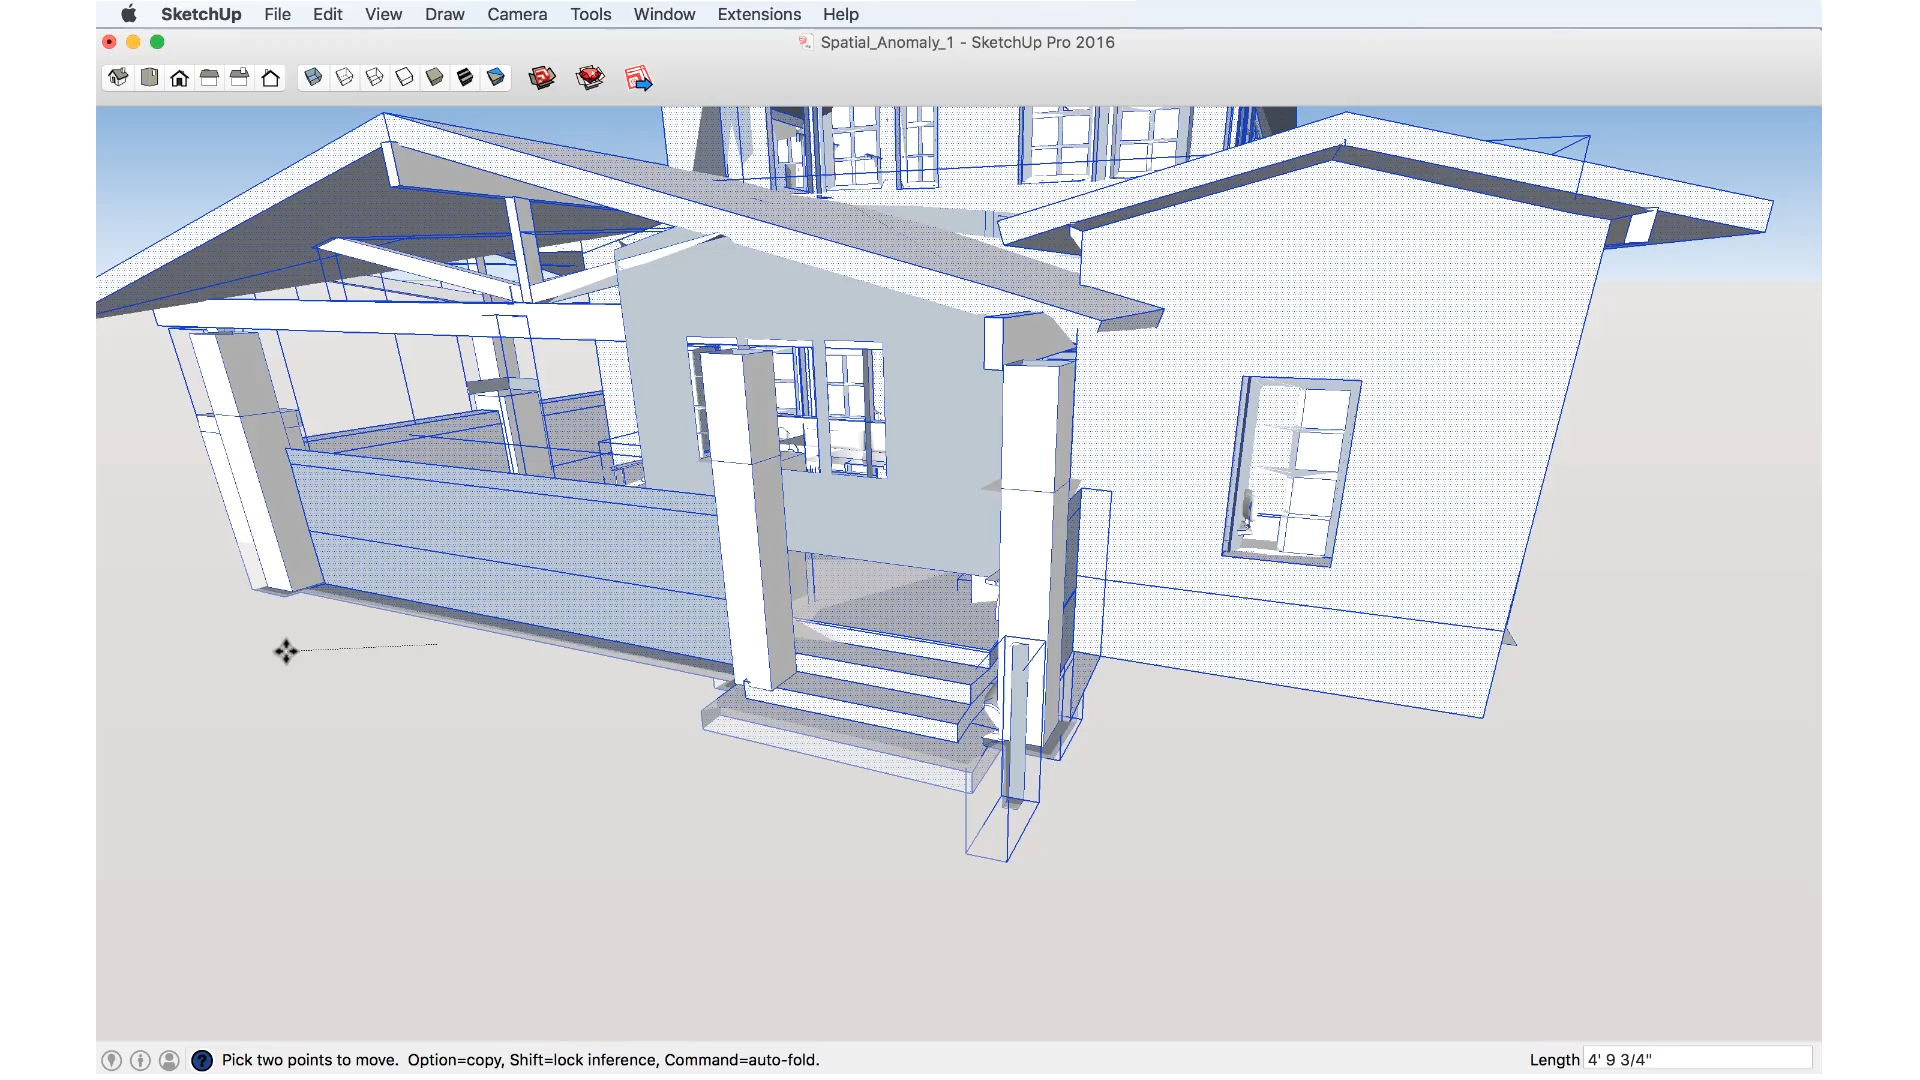 SketchUp File Edit View Draw Camera Tools Window Extensions Help
Spatial_Anomaly_1 - SketchUp Pro 2016
? Pick two points to move. Option=copy, Shift=lock inference, Command=auto-fold. Length 4' 9 3/4"